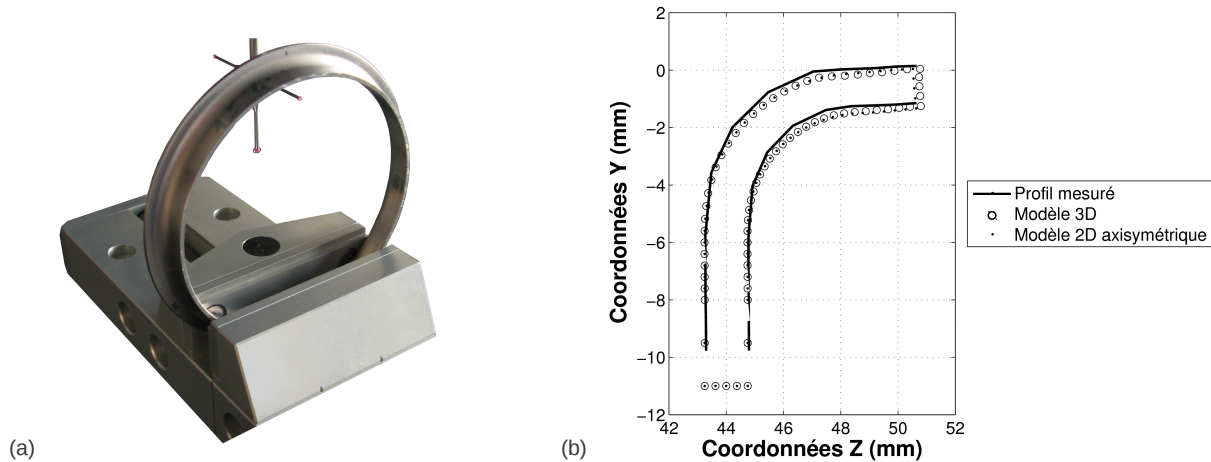 2
0
−2
−4
−6
−8
−10
−12
42 44 46 48 50 52
Coordonnées Y (mm)
Coordonnées Z (mm)
Profil mesuré
Modèle 3D
Modèle 2D axisymétrique
(a)
(b)